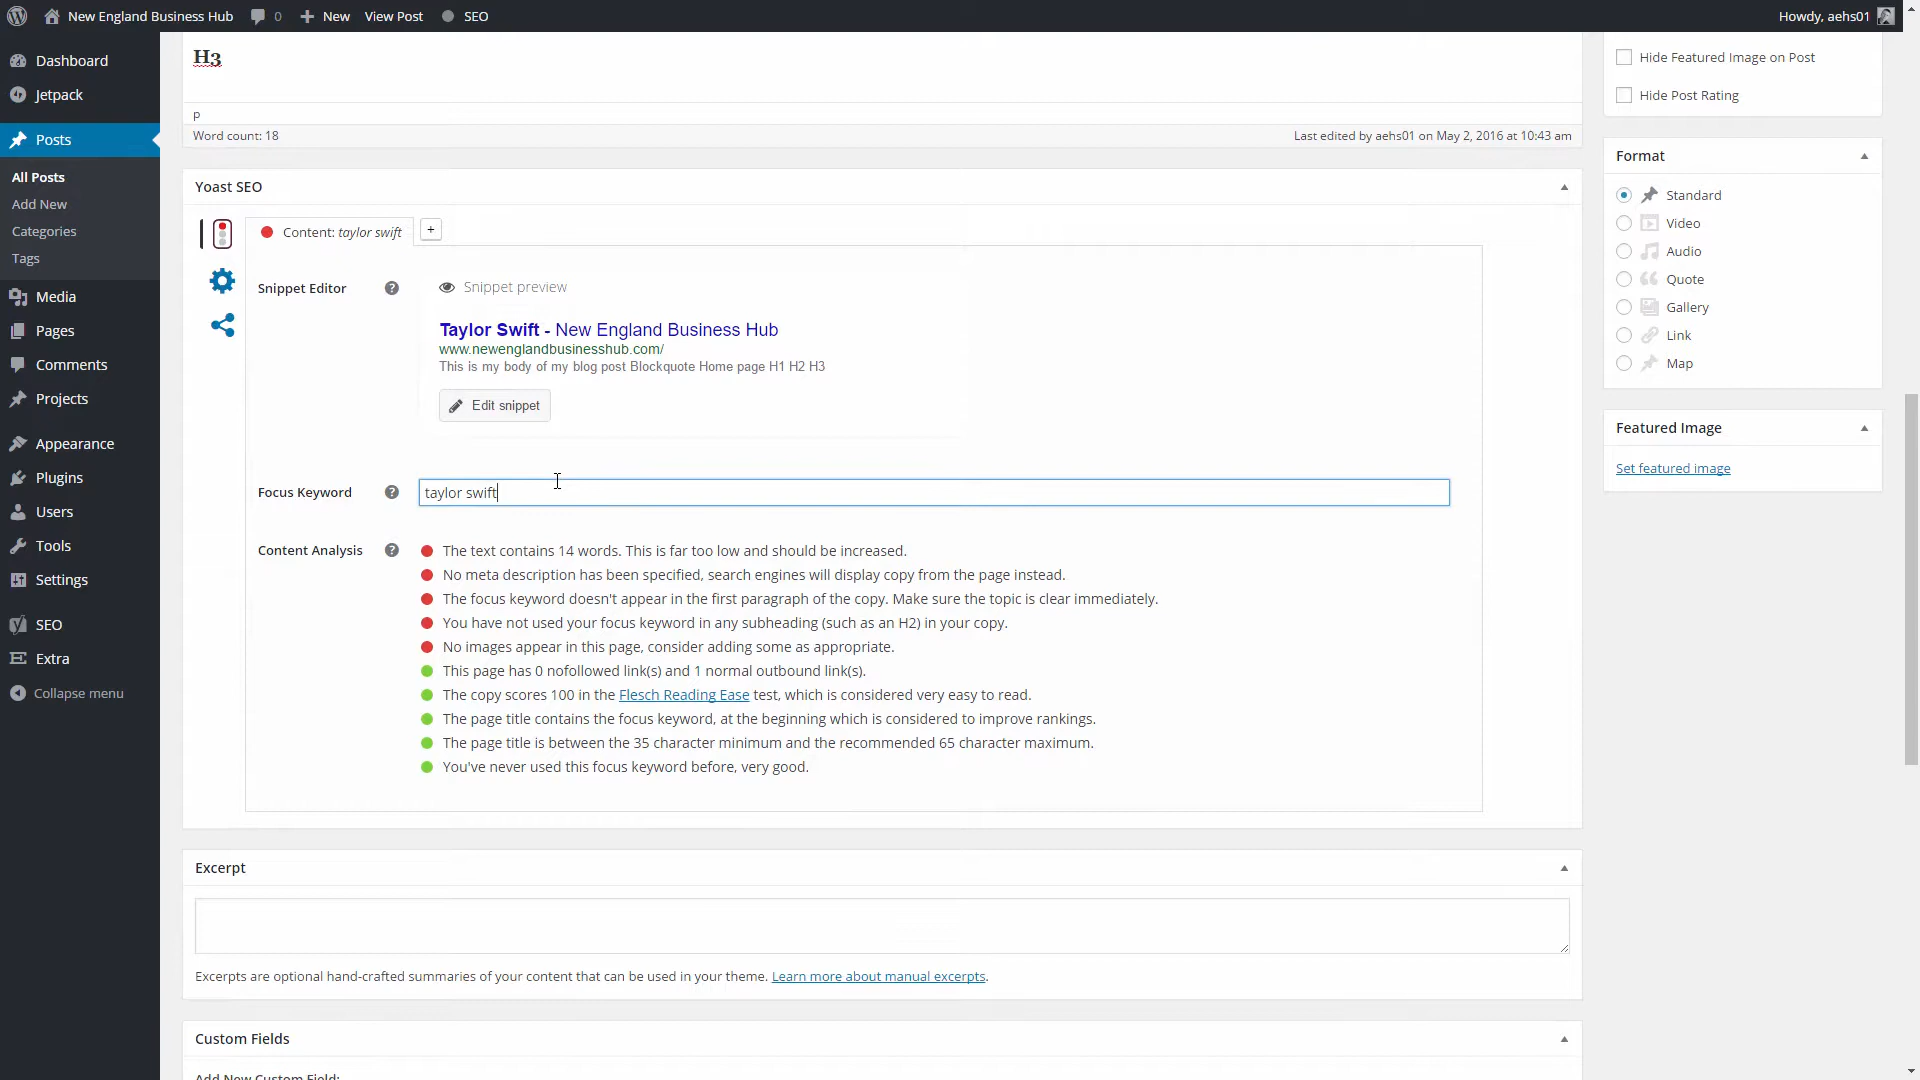 New England Business Hub 0 New View Post SEO Howdy, aehs01
Dashboard
Jetpack
Posts
All Posts
Add New
Categories
Tags
Media
Pages
Comments
Projects
Appearance
Plugins
Users
Tools
Settings
SEO
Extra
Collapse menu
H3
p
Word count: 18 Last edited by aehs01 on May 2, 2016 at 10:43 am
Yoast SEO
Content: taylor swift +
Snippet Editor ? Snippet preview
Taylor Swift - New England Business Hub
www.newenglandbusinesshub.com/
This is my body of my blog post Blockquote Home page H1 H2 H3
Edit snippet
Focus Keyword ? taylor swift
Content Analysis ? The text contains 14 words. This is far too low and should be increased.
No meta description has been specified, search engines will display copy from the page instead.
The focus keyword doesn't appear in the first paragraph of the copy. Make sure the topic is clear immediately.
You have not used your focus keyword in any subheading (such as an H2) in your copy.
No images appear in this page, consider adding some as appropriate.
This page has 0 nofollowed link(s) and 1 normal outbound link(s).
The copy scores 100 in the Flesch Reading Ease test, which is considered very easy to read.
The page title contains the focus keyword, at the beginning which is considered to improve rankings.
The page title is between the 35 character minimum and the recommended 65 character maximum.
You've never used this focus keyword before, very good.
Excerpt
Excerpts are optional hand-crafted summaries of your content that can be used in your theme. Learn more about manual excerpts.
Custom Fields
Add New Custom Field:
Hide Featured Image on Post
Hide Post Rating
Format
Standard
Video
Audio
Quote
Gallery
Link
Map
Featured Image
Set featured image